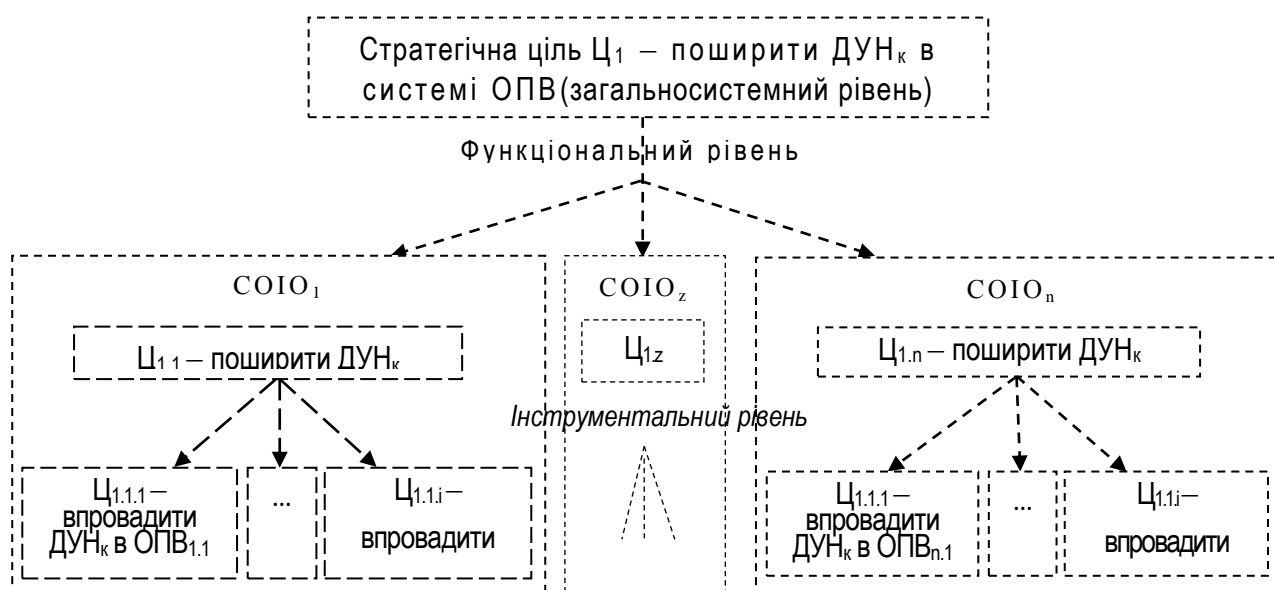 Стратегічна ціль Ц₁ – поширити ДУНк в
системі ОПВ (загальносистемний рівень)
Функціональний рівень
СОІО₁
СОІОz
СОІОn
Ц₁.₁ – поширити ДУНк
Ц1.z
Ц1.n – поширити ДУНк
Інструментальний рівень
Ц1.1.1 –
впровадити
ДУНк в ОПВ1.1
...
Ц1.1.i –
впровадити
Ц1.1.1 –
впровадити
ДУНк в ОПВn.1
...
Ц1.1.i –
впровадити